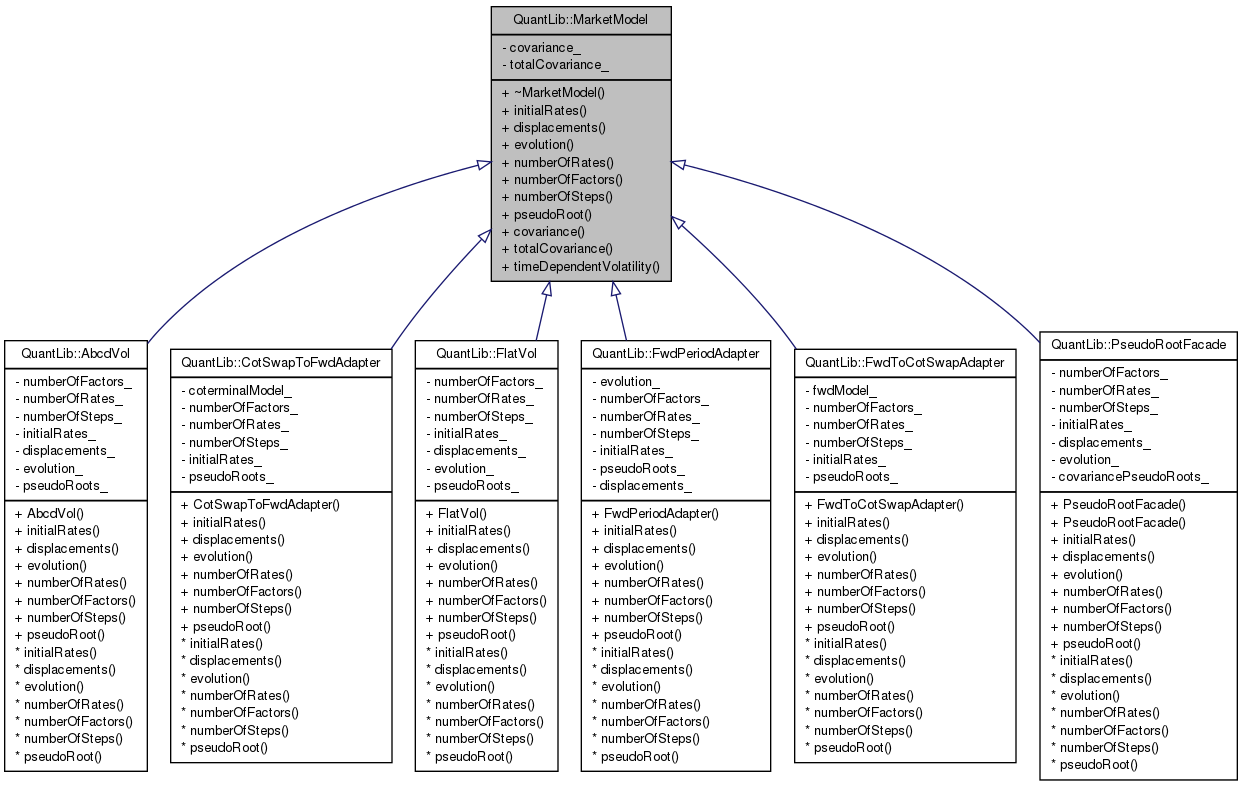 QuantLib::MarketModel
- covariance_
- totalCovariance_
+ ~MarketModel()
+ initialRates()
+ displacements()
+ evolution()
+ numberOfRates()
+ numberOfFactors()
+ numberOfSteps()
+ pseudoRoot()
+ covariance()
+ totalCovariance()
+ timeDependentVolatility()
QuantLib::AbcdVol
- numberOfFactors_
- numberOfRates_
- numberOfSteps_
- initialRates_
- displacements_
- evolution_
- pseudoRoots_
+ AbcdVol()
+ initialRates()
+ displacements()
+ evolution()
+ numberOfRates()
+ numberOfFactors()
+ numberOfSteps()
+ pseudoRoot()
* initialRates()
* displacements()
* evolution()
* numberOfRates()
* numberOfFactors()
* numberOfSteps()
* pseudoRoot()
QuantLib::CotSwapToFwdAdapter
- coterminalModel_
- numberOfFactors_
- numberOfRates_
- numberOfSteps_
- initialRates_
- pseudoRoots_
+ CotSwapToFwdAdapter()
+ initialRates()
+ displacements()
+ evolution()
+ numberOfRates()
+ numberOfFactors()
+ numberOfSteps()
+ pseudoRoot()
* initialRates()
* displacements()
* evolution()
* numberOfRates()
* numberOfFactors()
* numberOfSteps()
* pseudoRoot()
QuantLib::FlatVol
- numberOfFactors_
- numberOfRates_
- numberOfSteps_
- initialRates_
- displacements_
- evolution_
- pseudoRoots_
+ FlatVol()
+ initialRates()
+ displacements()
+ evolution()
+ numberOfRates()
+ numberOfFactors()
+ numberOfSteps()
+ pseudoRoot()
* initialRates()
* displacements()
* evolution()
* numberOfRates()
* numberOfFactors()
* numberOfSteps()
* pseudoRoot()
QuantLib::FwdPeriodAdapter
- evolution_
- numberOfFactors_
- numberOfRates_
- numberOfSteps_
- initialRates_
- pseudoRoots_
- displacements_
+ FwdPeriodAdapter()
+ initialRates()
+ displacements()
+ evolution()
+ numberOfRates()
+ numberOfFactors()
+ numberOfSteps()
+ pseudoRoot()
* initialRates()
* displacements()
* evolution()
* numberOfRates()
* numberOfFactors()
* numberOfSteps()
* pseudoRoot()
QuantLib::FwdToCotSwapAdapter
- fwdModel_
- numberOfFactors_
- numberOfRates_
- numberOfSteps_
- initialRates_
- pseudoRoots_
+ FwdToCotSwapAdapter()
+ initialRates()
+ displacements()
+ evolution()
+ numberOfRates()
+ numberOfFactors()
+ numberOfSteps()
+ pseudoRoot()
* initialRates()
* displacements()
* evolution()
* numberOfRates()
* numberOfFactors()
* numberOfSteps()
* pseudoRoot()
QuantLib::PseudoRootFacade
- numberOfFactors_
- numberOfRates_
- numberOfSteps_
- initialRates_
- displacements_
- evolution_
- covariancePseudoRoots_
+ PseudoRootFacade()
+ PseudoRootFacade()
+ initialRates()
+ displacements()
+ evolution()
+ numberOfRates()
+ numberOfFactors()
+ numberOfSteps()
+ pseudoRoot()
* initialRates()
* displacements()
* evolution()
* numberOfRates()
* numberOfFactors()
* numberOfSteps()
* pseudoRoot()